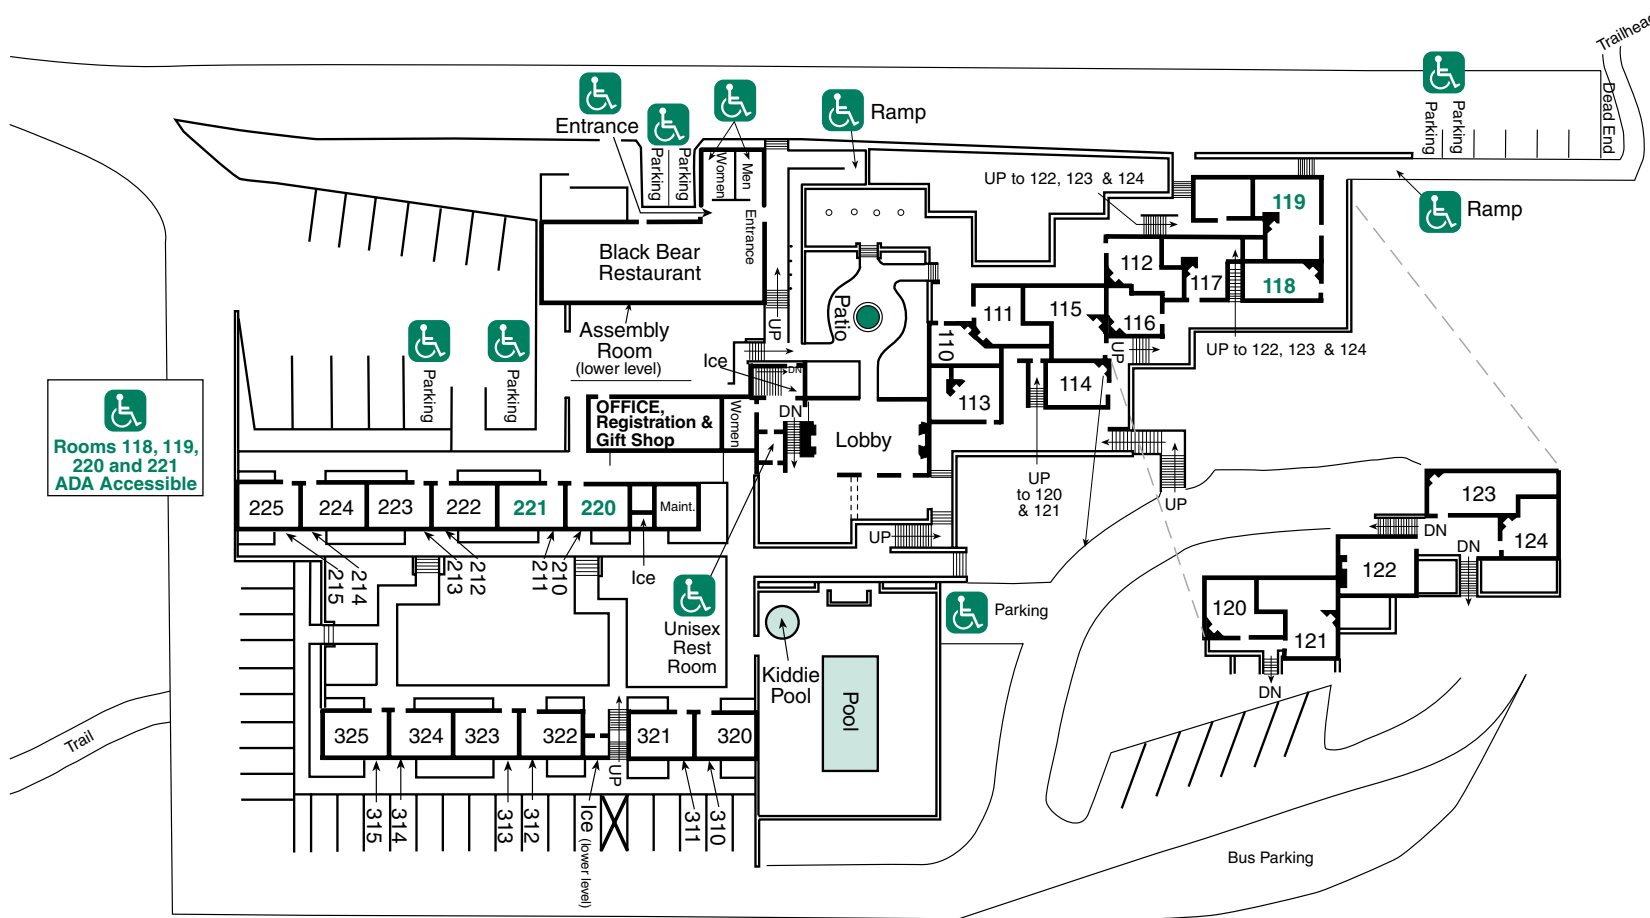 Trailhead
Dead End
Parking
Parking
Ramp
Entrance
Parking
Parking
Women
Men
Ramp
Entrance
UP to 122, 123 & 124
119
Black Bear
Restaurant
112
117
118
Patio
UP
111
115
116
110
UP
UP to 122, 123 & 124
Assembly
Room
(lower level)
Ice
DN
114
113
Parking
Parking
OFFICE,
Registration &
Gift Shop
Women
DN
Lobby
Rooms 118, 119,
220 and 221
ADA Accessible
UP
to 120
& 121
UP
225
224
223
222
221
220
Maint.
UP
123
124
DN
DN
122
215
214
213
212
211
210
Ice
Unisex
Rest
Room
Kiddie
Pool
Pool
Parking
120
121
DN
Trail
325
324
323
322
321
320
UP
315
314
313
312
Ice (lower level)
311
310
Bus Parking